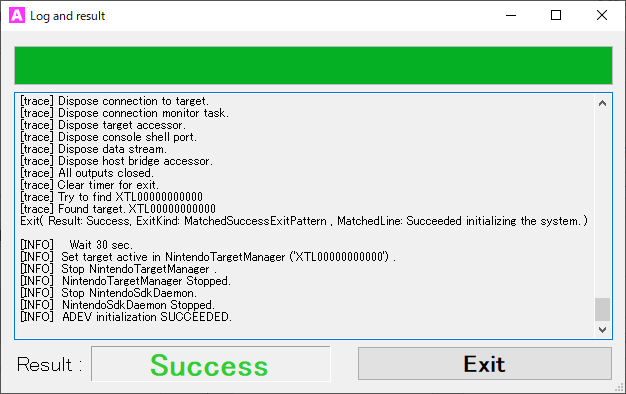 A Log and result
[trace] Dispose connection to target.
[trace] Dispose connection monitor task.
[trace] Dispose target accessor.
[trace] Dispose console shell port.
[trace] Dispose data stream.
[trace] Dispose host bridge accessor.
[trace] All outputs closed.
[trace] Clear timer for exit.
[trace] Try to find XTL00000000000
[trace] Found target. XTL00000000000
Exit( Result: Success, ExitKind: MatchedSuccessExitPattern , MatchedLine: Succeeded initializing the system. )
[INFO] Wait 30 sec.
[INFO] Set target active in NintendoTargetManager ('XTL00000000000') .
[INFO] Stop NintendoTargetManager .
[INFO] NintendoTargetManager Stopped.
[INFO] Stop NintendoSdkDaemon.
[INFO] NintendoSdkDaemon Stopped.
[INFO] ADEV initialization SUCCEEDED.
Result : Success Exit